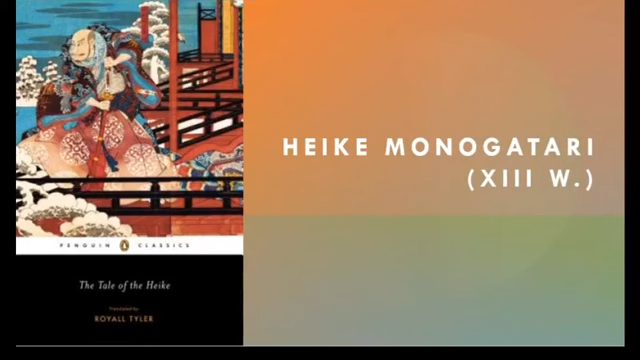 HEIKE MONOGATARI
(XIII W.)
PENGUIN CLASSICS
The Tale of the Heike
Translated by
ROYALL TYLER